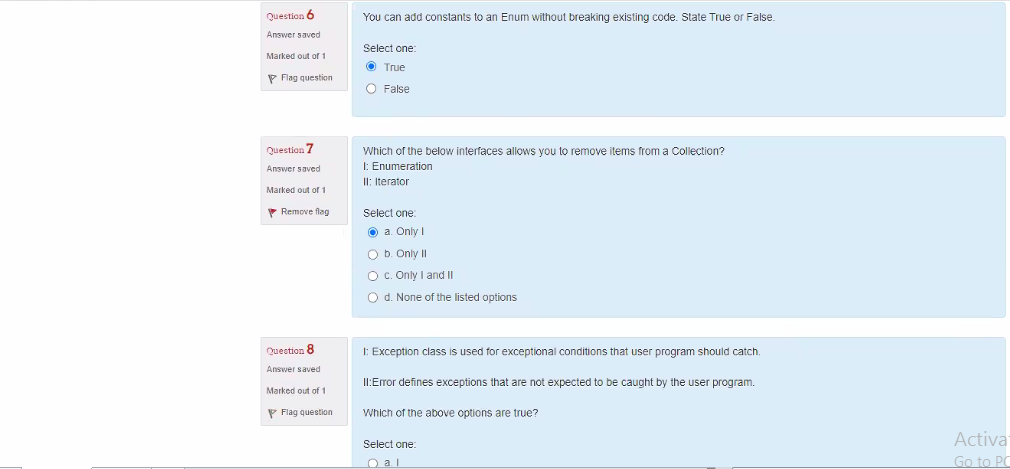 Question 6
Answer saved
Marked out of 1
Flag question
You can add constants to an Enum without breaking existing code. State True or False.
Select one:
True
False
Question 7
Answer saved
Marked out of 1
Remove flag
Which of the below interfaces allows you to remove items from a Collection?
I: Enumeration
II: Iterator
Select one:
a. Only I
b. Only II
c. Only I and II
d. None of the listed options
Question 8
Answer saved
Marked out of 1
Flag question
I: Exception class is used for exceptional conditions that user program should catch.
II:Error defines exceptions that are not expected to be caught by the user program.
Which of the above options are true?
Select one:
a. I
Activa
Go to PC